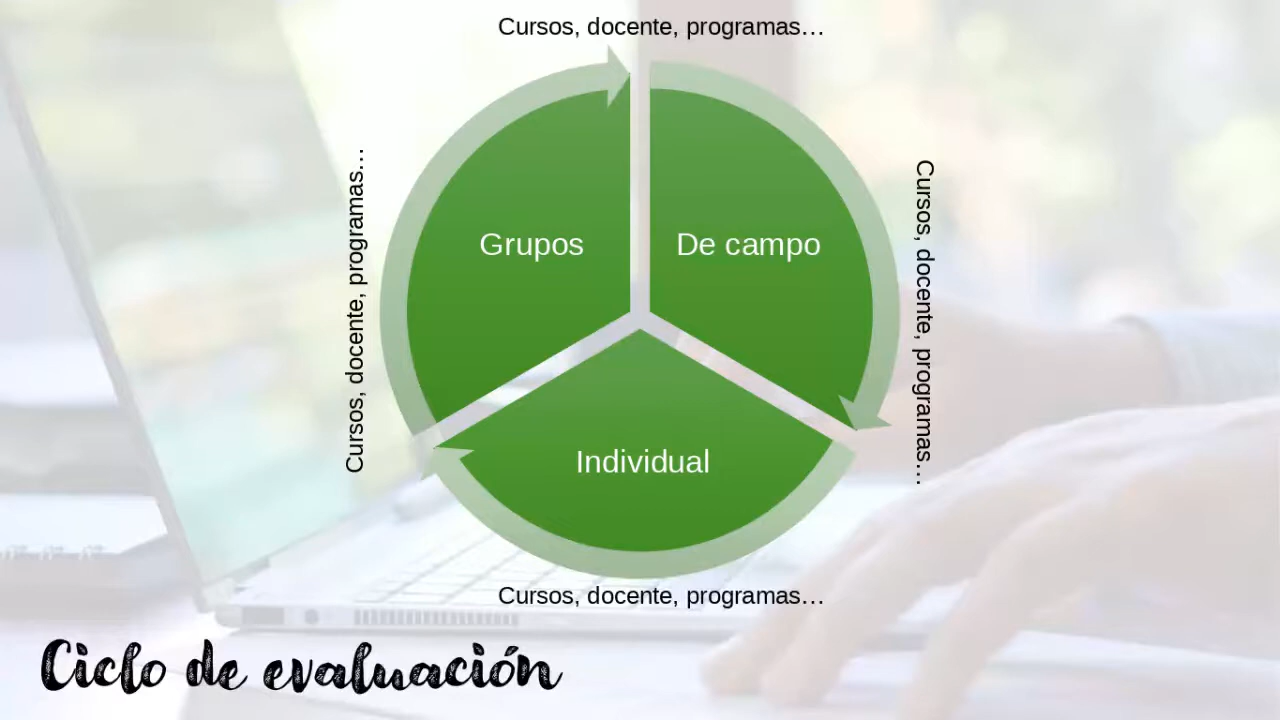 Cursos, docente, programas…
Cursos, docente, programas…
Cursos, docente, programas…
Grupos
De campo
Individual
Cursos, docente, programas…
Ciclo de evaluación